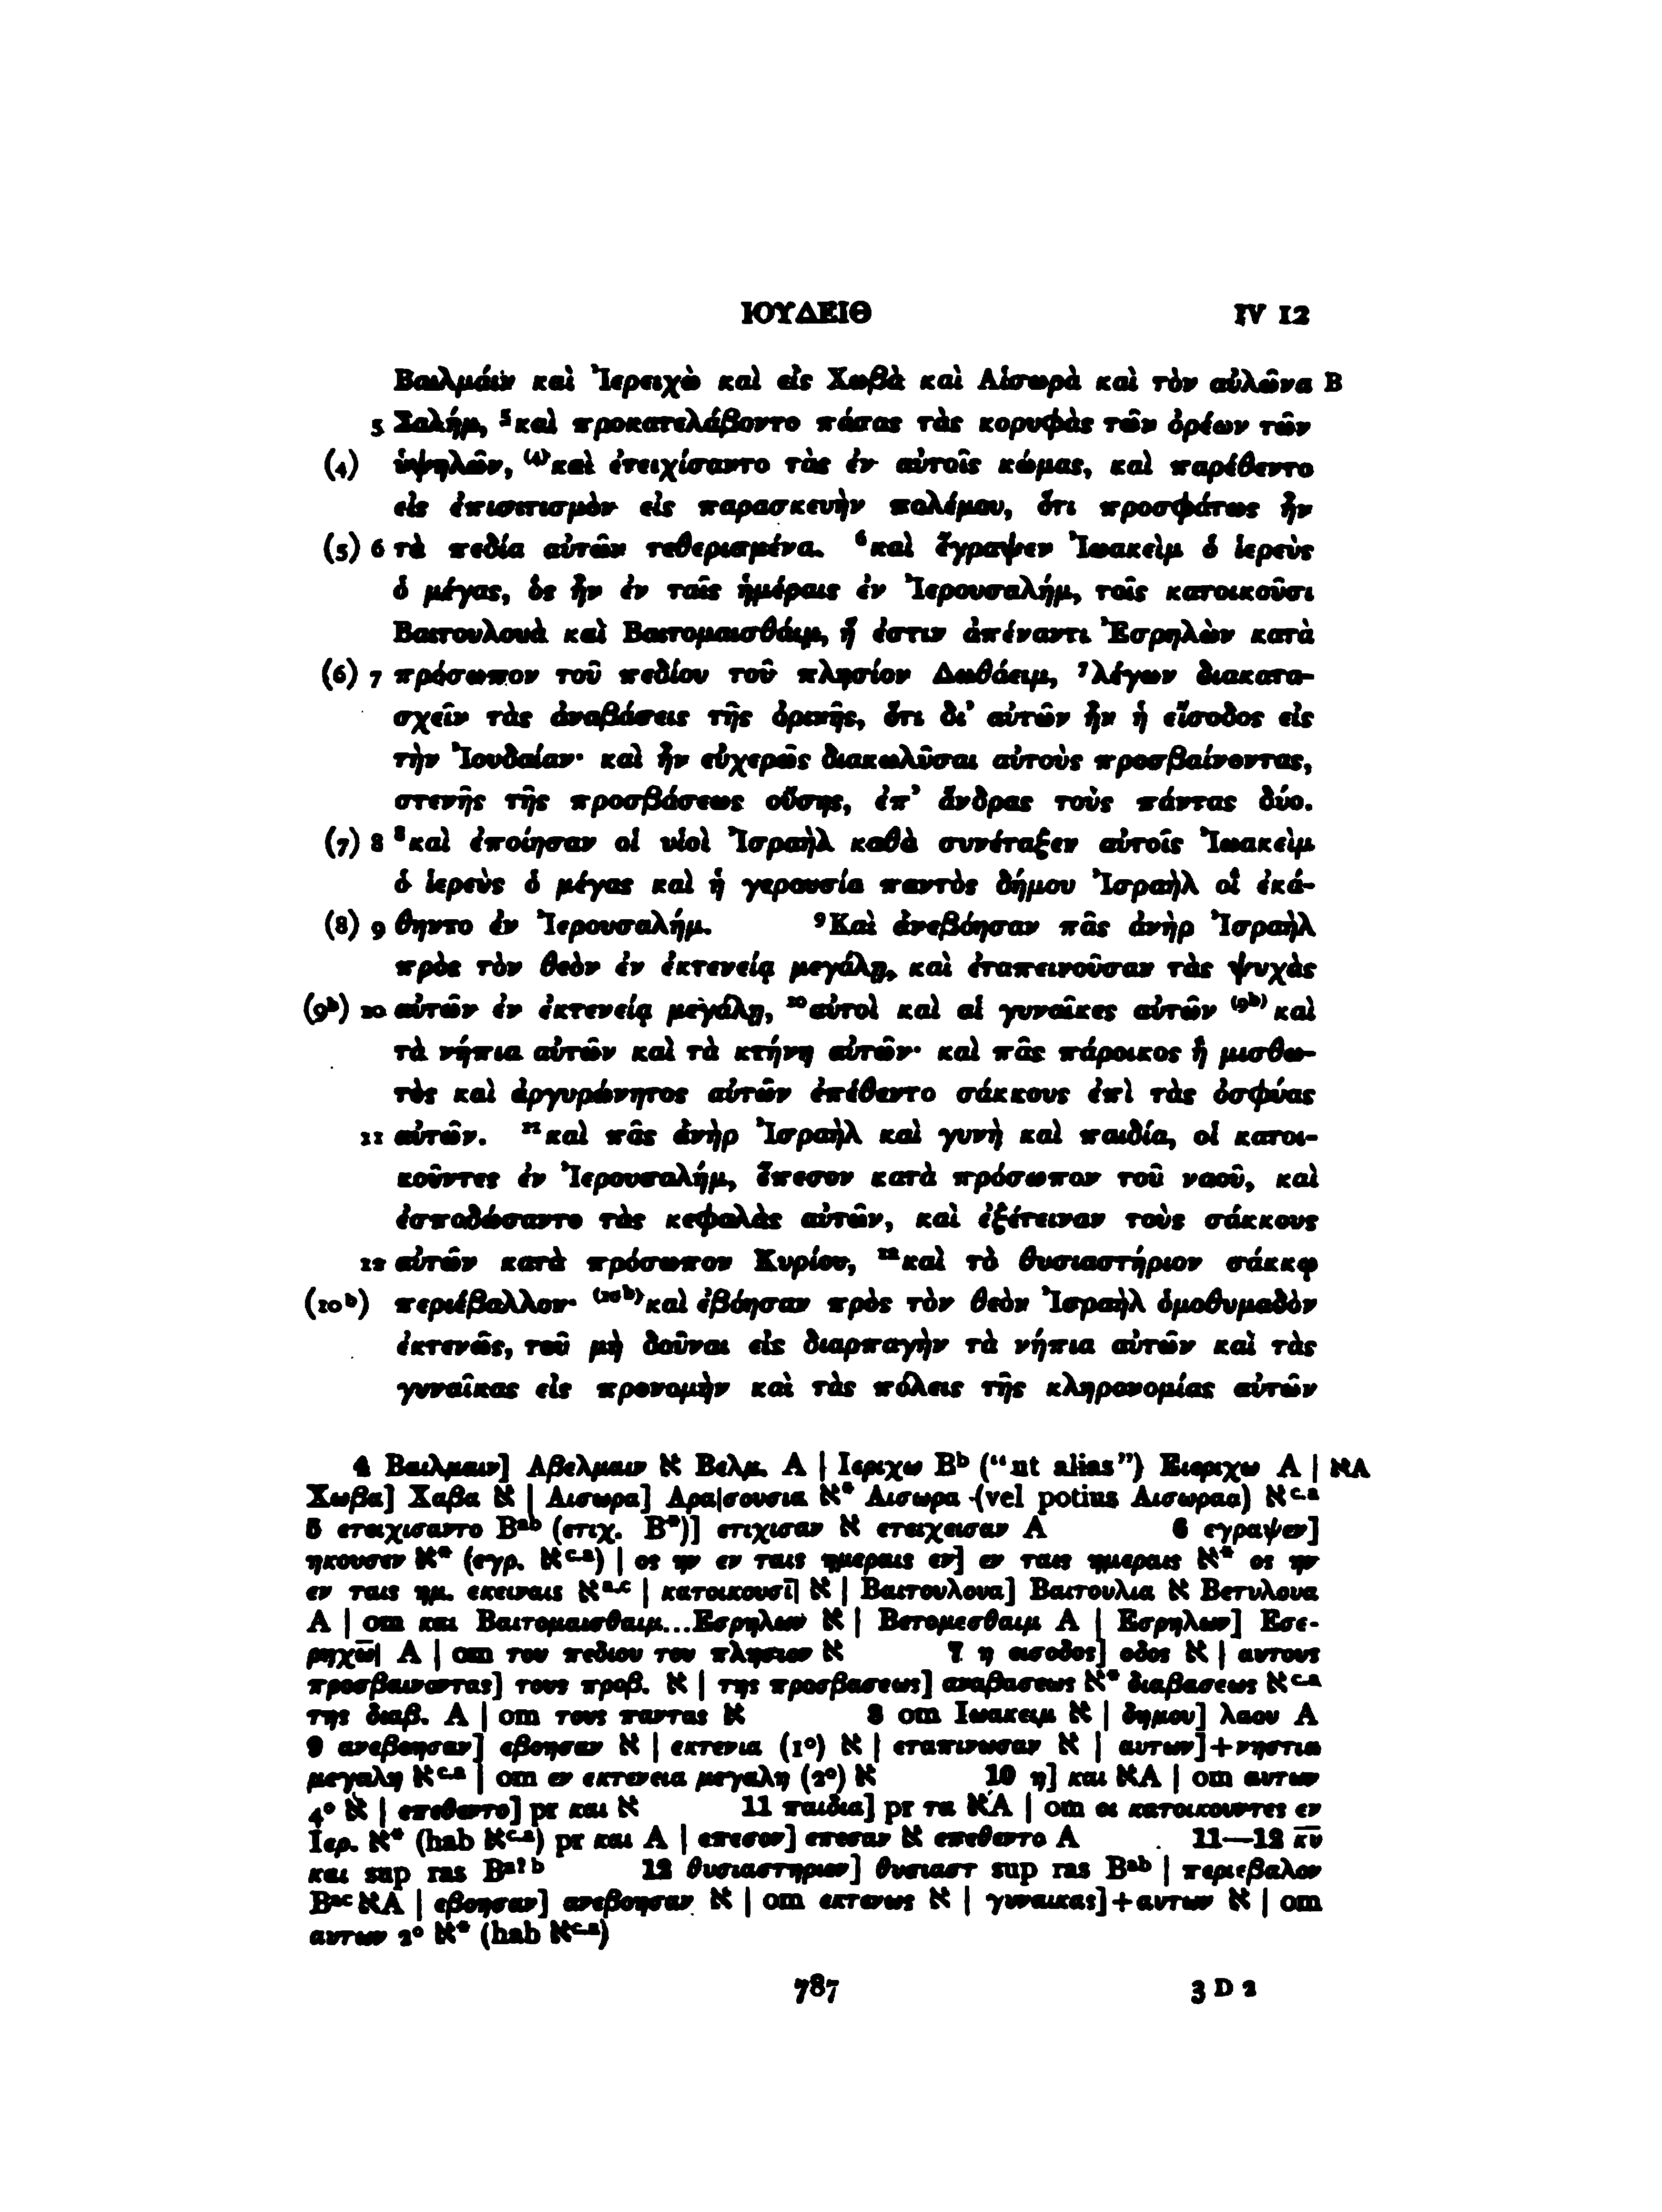 ΙΟΥΔΕΙΘ IV 12
Βαιλμάιν καὶ Ἰερειχὼ καὶ εἰς Χωβὰ καὶ Αἰσωρὰ καὶ τὸν αὐλῶνα B
5 Σαλήμ, ⁵καὶ προκατελάβοντο πάσας τὰς κορυφὰς τῶν ὀρέων τῶν
(4) ὑψηλῶν, ⁽⁴⁾καὶ ἐτειχίσαντο τὰς ἐν αὐτοῖς κώμας, καὶ παρέθεντο
εἰς ἐπισιτισμὸν εἰς παρασκευὴν πολέμου, ὅτι προσφάτως ἦν
(5) 6 τὰ πεδία αὐτῶν τεθερισμένα. ⁶καὶ ἔγραψεν Ἰωακεὶμ ὁ ἱερεὺς
ὁ μέγας, ὃς ἦν ἐν ταῖς ἡμέραις ἐν Ἰερουσαλήμ, τοῖς κατοικοῦσι
Βαιτουλουὰ καὶ Βαιτομαισθάιμ, ἥ ἐστιν ἀπέναντι Ἐσρηλὼν κατὰ
(6) 7 πρόσωπον τοῦ πεδίου τοῦ πλησίον Δωθάειμ, ⁷λέγων διακατα-
σχεῖν τὰς ἀναβάσεις τῆς ὀρινῆς, ὅτι δι’ αὐτῶν ἦν ἡ εἴσοδος εἰς
τὴν Ἰουδαίαν· καὶ ἦν εὐχερῶς διακωλῦσαι αὐτοὺς προσβαίνοντας,
στενῆς τῆς προσβάσεως οὔσης, ἐπ’ ἄνδρας τοὺς πάντας δύο.
(7) 8 ⁸καὶ ἐποίησαν οἱ υἱοὶ Ἰσραὴλ καθὰ συνέταξεν αὐτοῖς Ἰωακεὶμ
ὁ ἱερεὺς ὁ μέγας καὶ ἡ γερουσία παντὸς δήμου Ἰσραὴλ οἳ ἐκά-
(8) 9 θηντο ἐν Ἰερουσαλήμ. ⁹Καὶ ἀνεβόησαν πᾶς ἀνὴρ Ἰσραὴλ
πρὸς τὸν θεὸν ἐν ἐκτενείᾳ μεγάλῃ, καὶ ἐταπεινοῦσαν τὰς ψυχὰς
(9ᵇ) 10 αὐτῶν ἐν ἐκτενείᾳ μεγάλῃ, ¹⁰αὐτοὶ καὶ αἱ γυναῖκες αὐτῶν ⁽⁹ᵇ⁾καὶ
τὰ νήπια αὐτῶν καὶ τὰ κτήνη αὐτῶν· καὶ πᾶς πάροικος ἢ μισθω-
τὸς καὶ ἀργυρώνητος αὐτῶν ἐπέθεντο σάκκους ἐπὶ τὰς ὀσφύας
11 αὐτῶν. ¹¹καὶ πᾶς ἀνὴρ Ἰσραὴλ καὶ γυνὴ καὶ παιδία, οἱ κατοι-
κοῦντες ἐν Ἰερουσαλήμ, ἔπεσον κατὰ πρόσωπον τοῦ ναοῦ, καὶ
ἐσποδώσαντο τὰς κεφαλὰς αὐτῶν, καὶ ἐξέτειναν τοὺς σάκκους
12 αὐτῶν κατὰ πρόσωπον Κυρίου, ¹²καὶ τὸ θυσιαστήριον σάκκῳ
(10ᵇ) περιέβαλλον· ⁽¹⁰ᵇ⁾καὶ ἐβόησαν πρὸς τὸν θεὸν Ἰσραὴλ ὁμοθυμαδὸν
ἐκτενῶς, τοῦ μὴ δοῦναι εἰς διαρπαγὴν τὰ νήπια αὐτῶν καὶ τὰς
γυναῖκας εἰς προνομὴν καὶ τὰς πόλεις τῆς κληρονομίας αὐτῶν
4 Βαιλμαιν] Αβελμαιν א Βελμ. A | Ιεριχω Bᵇ (“ut alias”) Ειεριχω A | אA
Χωβα] Χαβα א | Αισωρα] Αρα|σουσια א* Αισωρα (vel potius Αισωραα) אᶜ·ᵃ
5 ετειχισαντο Bᵃᵇ (ετιχ. B*)] ετιχισαν א ετειχεισαν A 6 εγραψεν]
ηκουσεν א* (εγρ. אᶜ·ᵃ) | ος ην εν ταις ημεραις εν] εν ταις ημεραις א* ος ην
εν ταις ημ. εκειναις אᵃ·ᶜ | κατοικουσῑ| א | Βαιτουλουα] Βαιτουλια א Βετυλουα
A | om και Βαιτομαισθαιμ...Εσρηλων א | Βετομεσθαιμ A | Εσρηλων] Εσε-
ρηχω̄| A | om του πεδιου του πλησιον א 7 η εισοδος] οδος א | αυτους
προσβαινοντας] τους προβ. א | της προσβασεως] αναβασεως א* διαβασεως אᶜ·ᵃ
της διαβ. A | om τους παντας א 8 om Ιωακειμ א | δημου] λαου A
9 ανεβοησαν] εβοησαν א | εκτενια (1°) א | εταπινωσαν א | αυτων]+νηστια
μεγαλη אᶜ·ᵃ | om εν εκτενεια μεγαλη (2°) א 10 η] και אA | om αυτων
4° א | επεθεντο] pr και א 11 παιδια] pr τα אA | om οι κατοικουντες εν
Ιερ. א* (hab אᶜ·ᵃ) pr και A | επεσον] επεσαν א επεθεντο A 11—12 κ̅υ̅
και sup ras Bᵃ?ᵇ 12 θυσιαστηριον] θυσιαστ sup ras Bᵃᵇ | περιεβαλον
Bᵃᶜ אA | εβοησαν] ανεβοησαν א | om εκτενως א | γυναικας]+αυτων א | om
αυτων 2° א* (hab אᶜ·ᵃ)
787 3 D 2